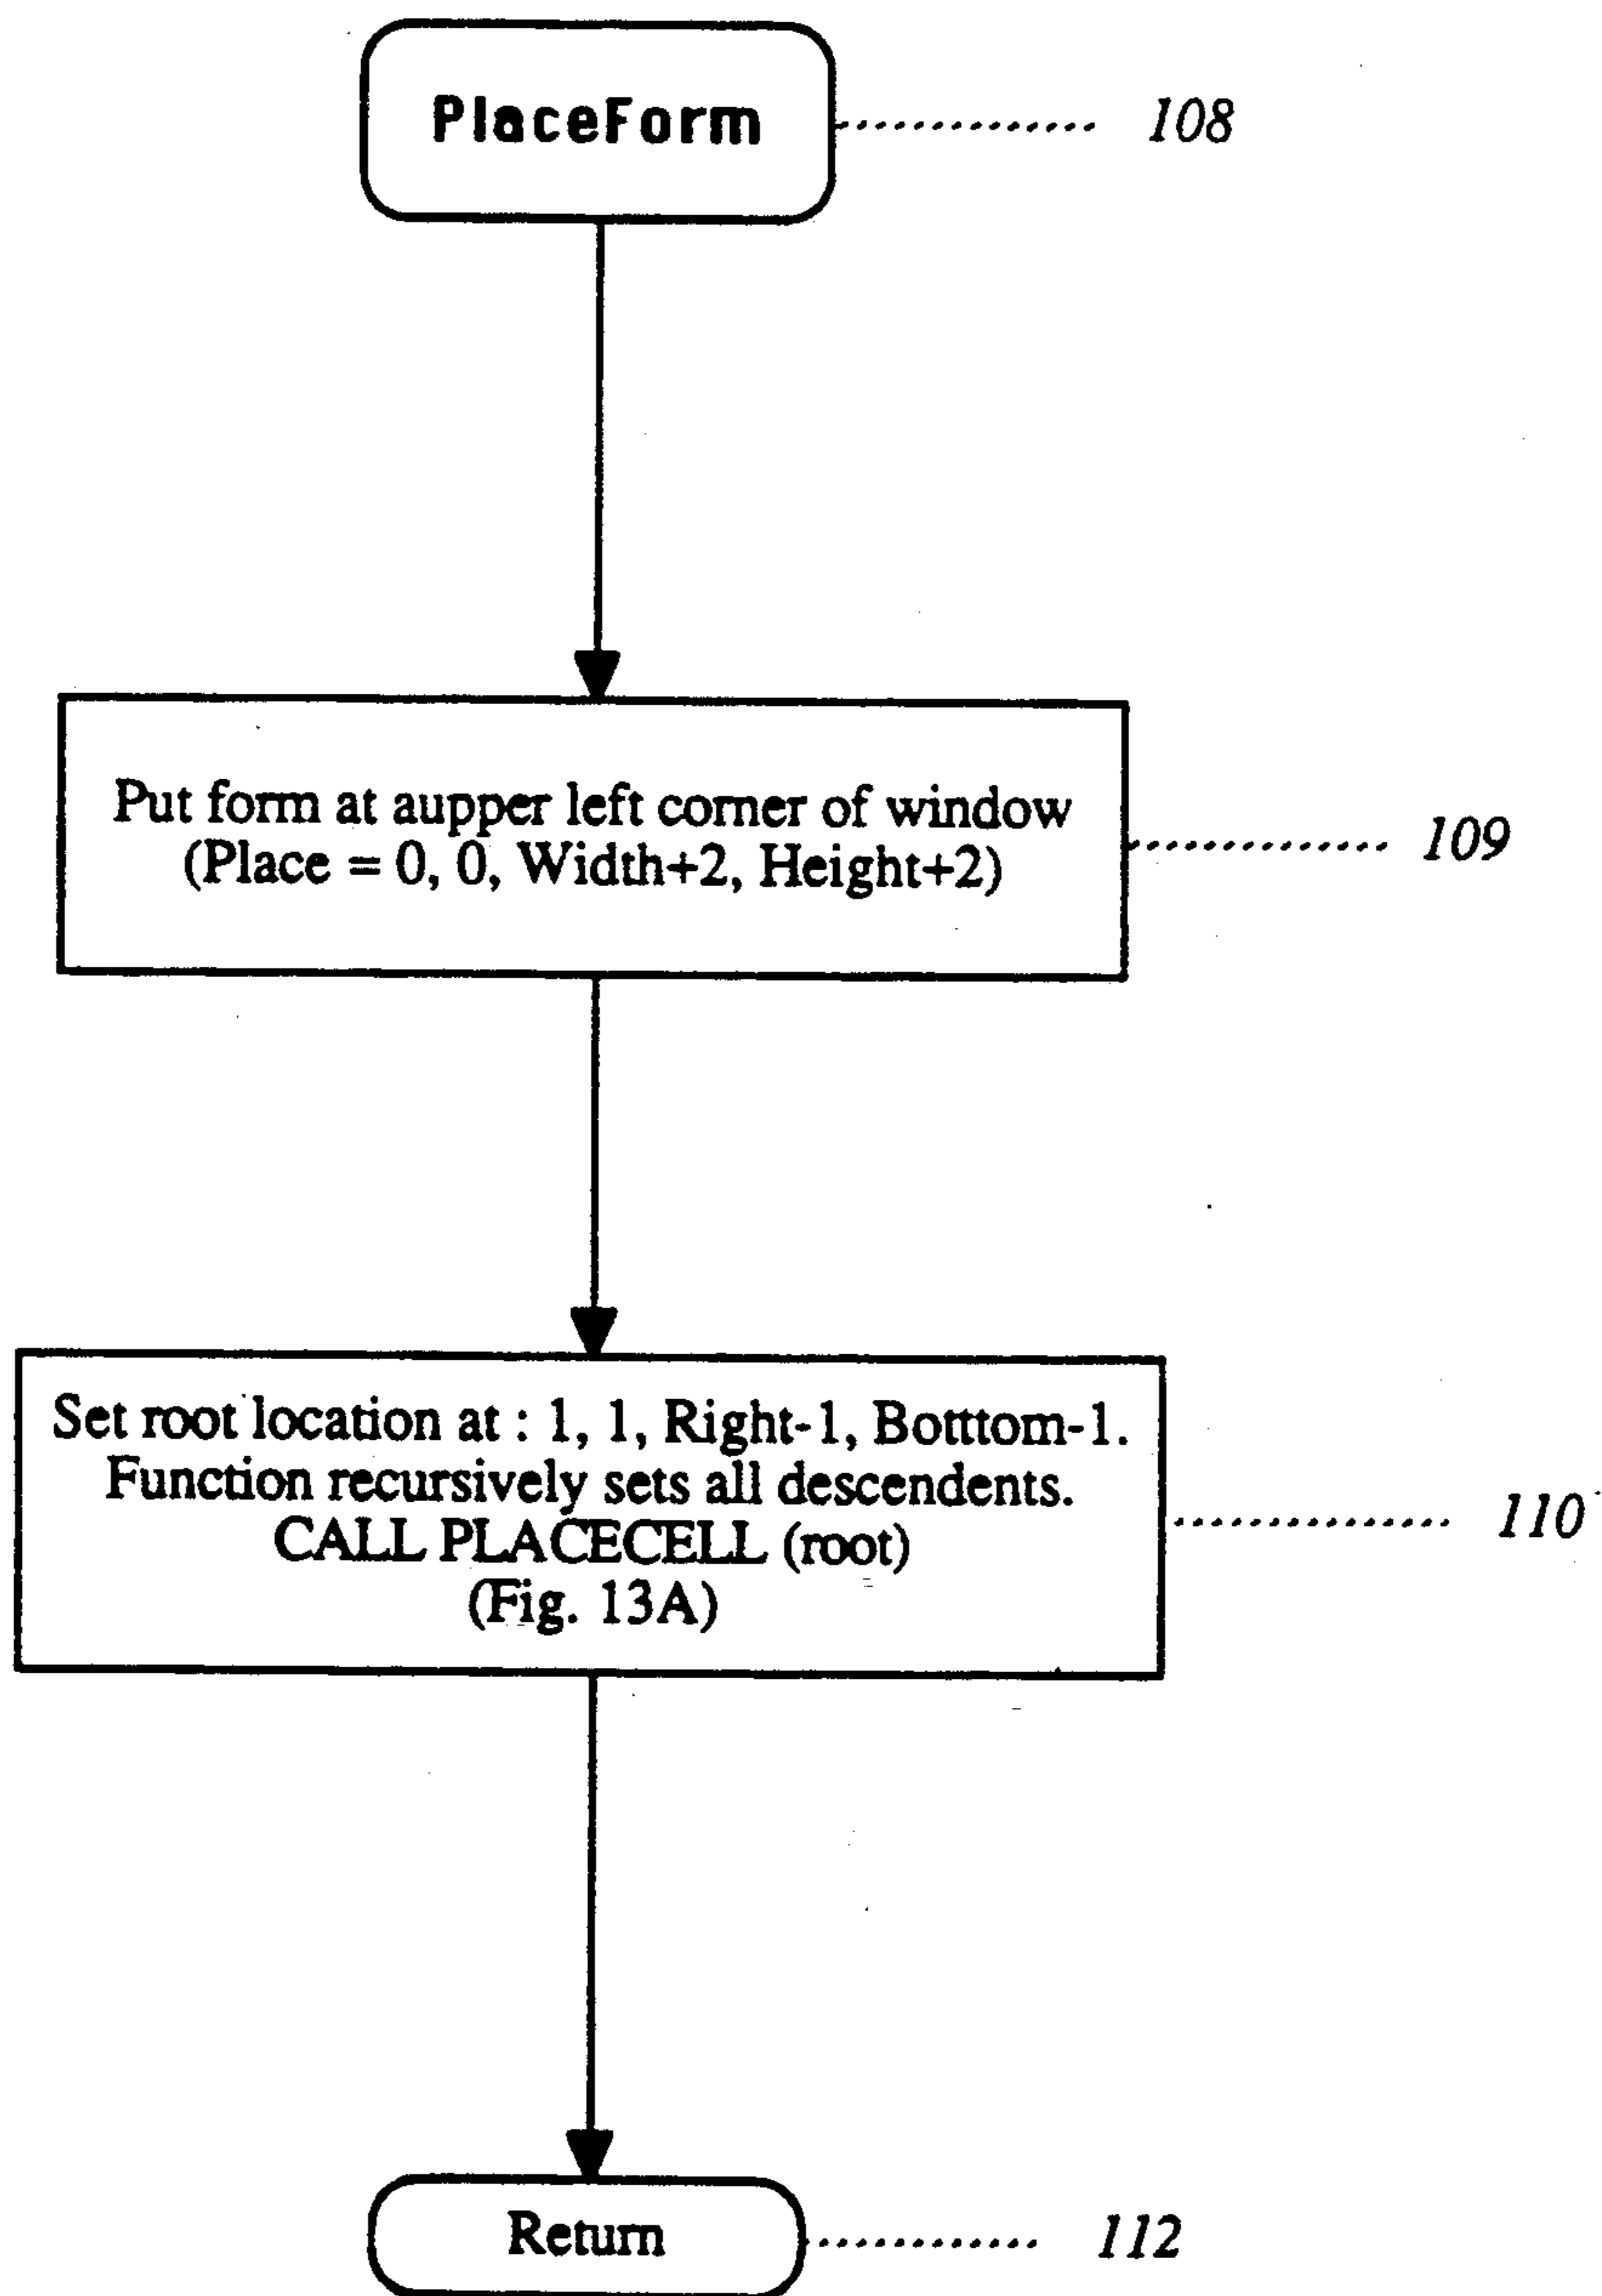 PlaceForm
108
Put form at aupper left corner of window
(Place = 0, 0, Width+2, Height+2)
109
Set root location at : 1, 1, Right-1, Botttom-1.
Function recursively sets all descendents.
CALL PLACECELL (root)
(Fig. 13A)
110
Return
112